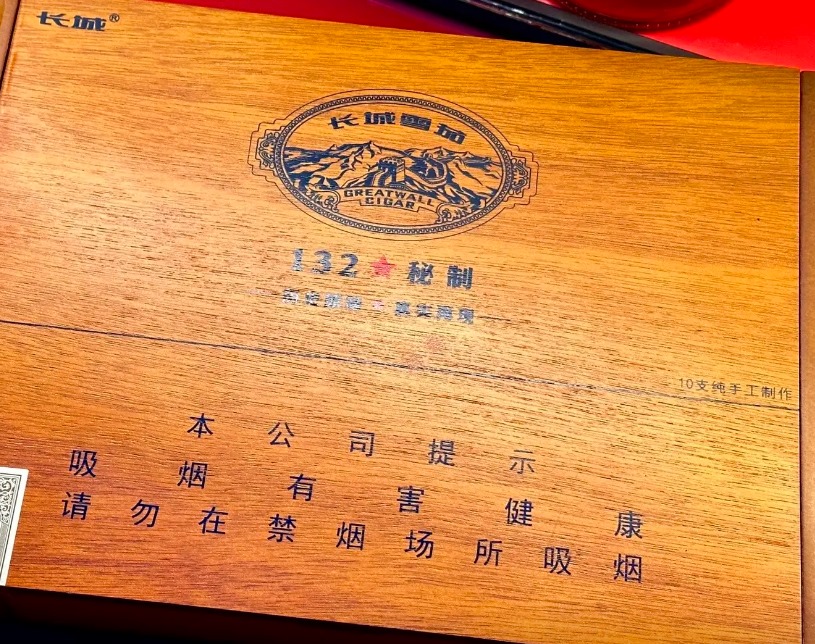 长城®
长城雪茄
GREATWALL
CIGAR
132★秘制
10支纯手工制作
本公司提示
吸烟有害健康
请勿在禁烟场所吸烟